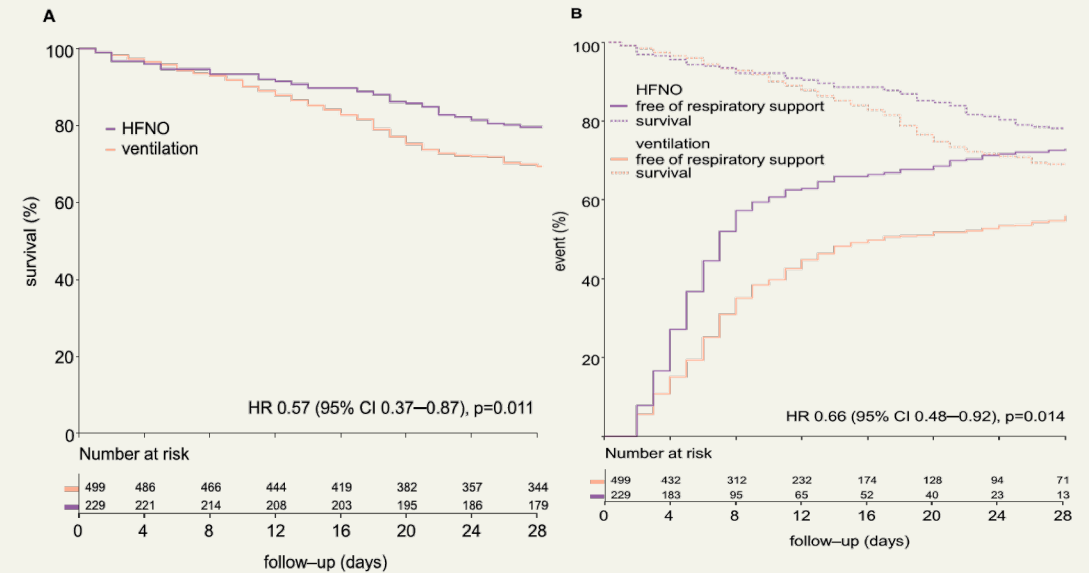 A
survival (%)
100
80
60
40
20
0
HFNO
ventilation
HR 0.57 (95% CI 0.37–0.87), p=0.011
Number at risk
499 486 466 444 419 382 357 344
229 221 214 208 203 195 186 179
0 4 8 12 16 20 24 28
follow–up (days)
B
event (%)
100
80
60
40
20
HFNO
free of respiratory support
survival
ventilation
free of respiratory support
survival
HR 0.66 (95% CI 0.48–0.92), p=0.014
Number at risk
499 432 312 232 174 128 94 71
229 183 95 65 52 40 23 13
0 4 8 12 16 20 24 28
follow–up (days)